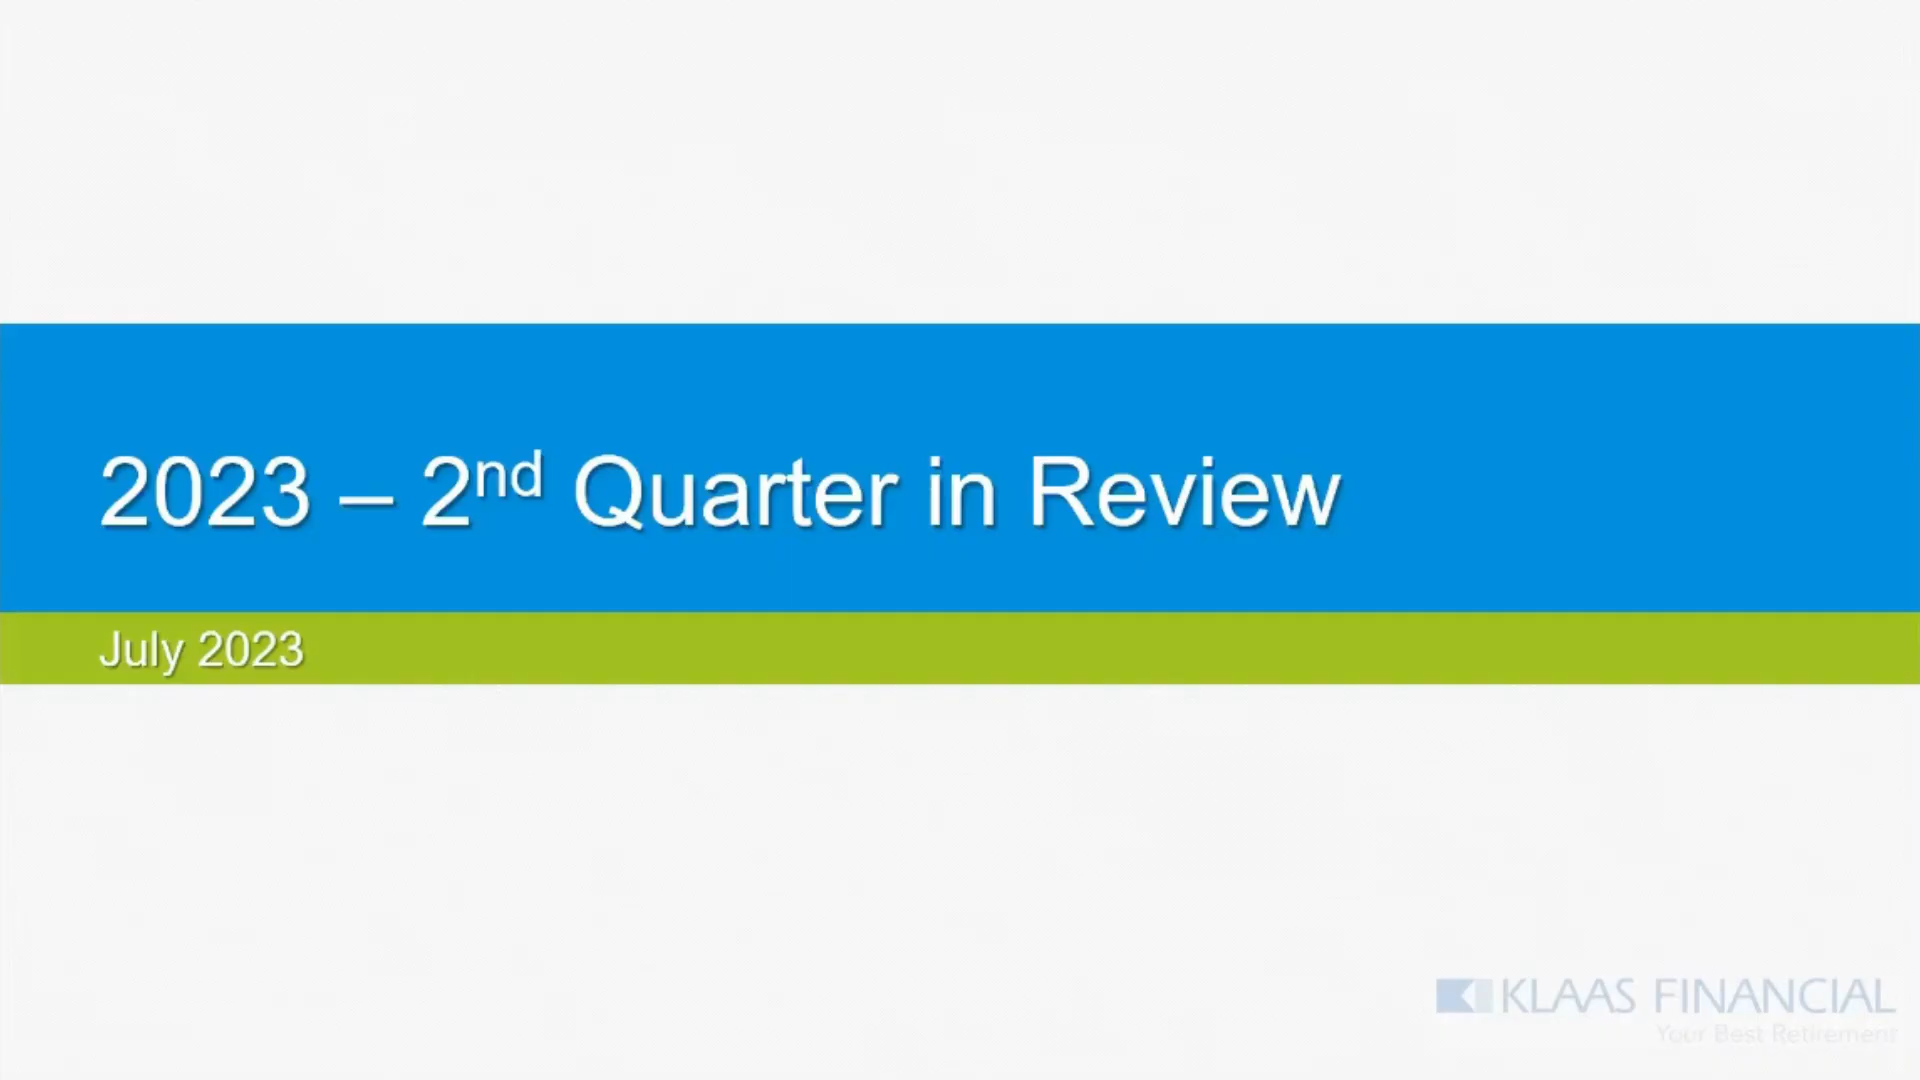 2023 – 2nd Quarter in Review
July 2023
KLAAS FINANCIAL
Your Best Retirement